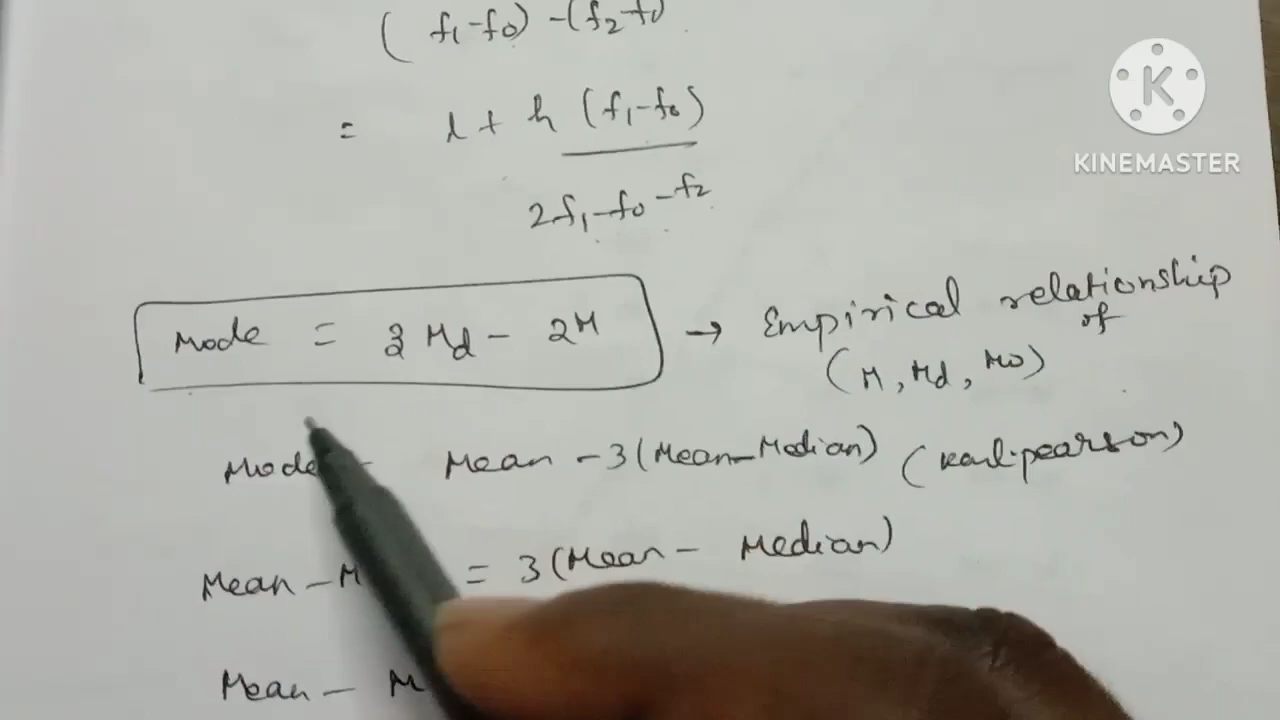 (f₁-f₀) -(f₂-f₁)
= l + h (f₁-f₀)
2f₁-f₀-f₂
Mode = 3 Md - 2M → Empirical relationship
of
(M, Md, Mo)
Mode = Mean - 3(Mean-Median) (Karl-pearson)
Mean - M = 3(Mean - Median)
Mean - M
K
KINEMASTER